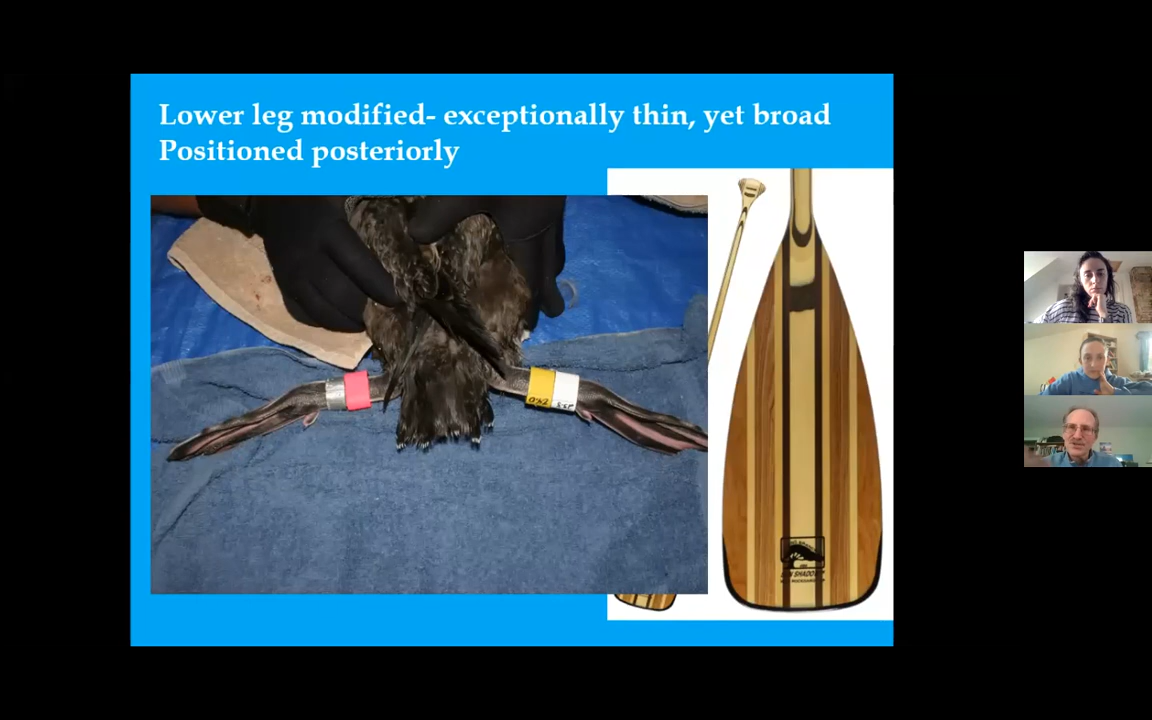 Lower leg modified- exceptionally thin, yet broad
Positioned posteriorly